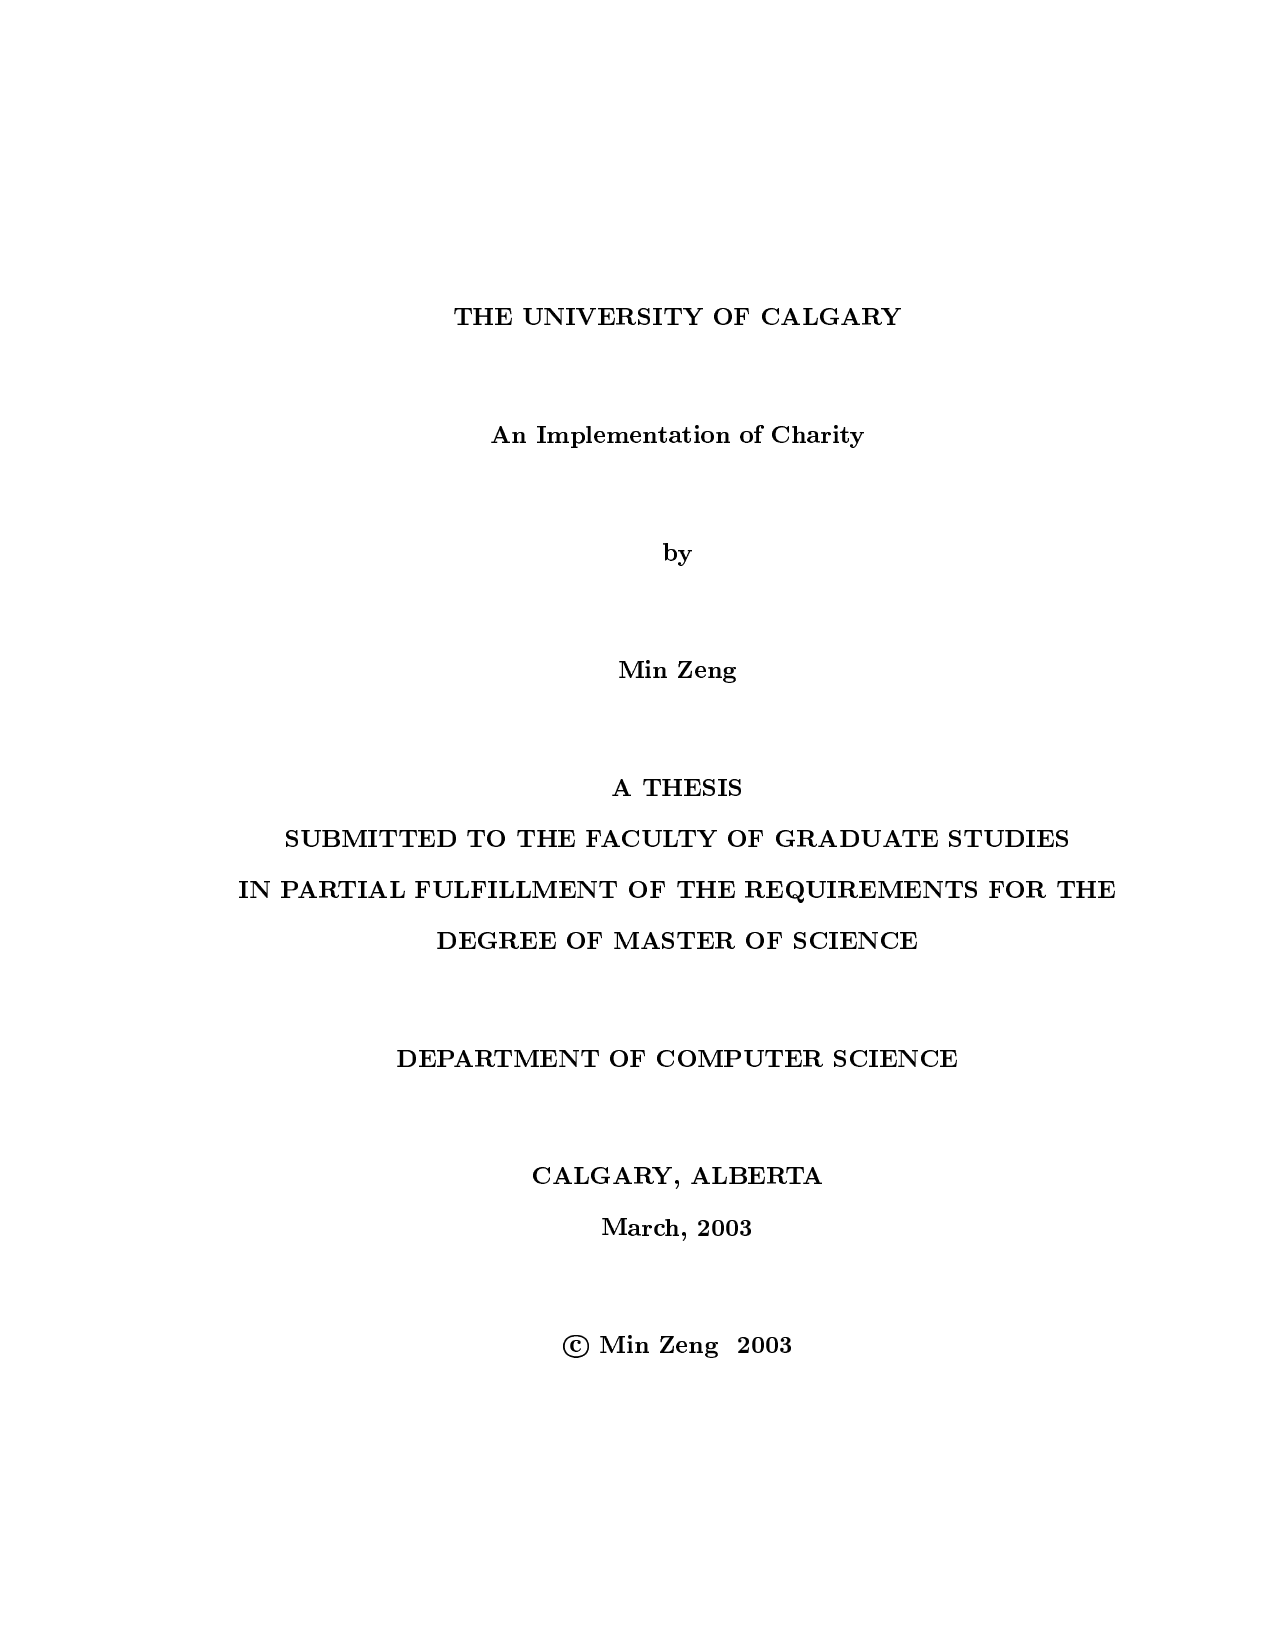 THE UNIVERSITY OF CALGARY
An Implementation of Charity
by
Min Zeng
A THESIS
SUBMITTED TO THE FACULTY OF GRADUATE STUDIES
IN PARTIAL FULFILLMENT OF THE REQUIREMENTS FOR THE
DEGREE OF MASTER OF SCIENCE
DEPARTMENT OF COMPUTER SCIENCE
CALGARY, ALBERTA
March, 2003
© Min Zeng 2003